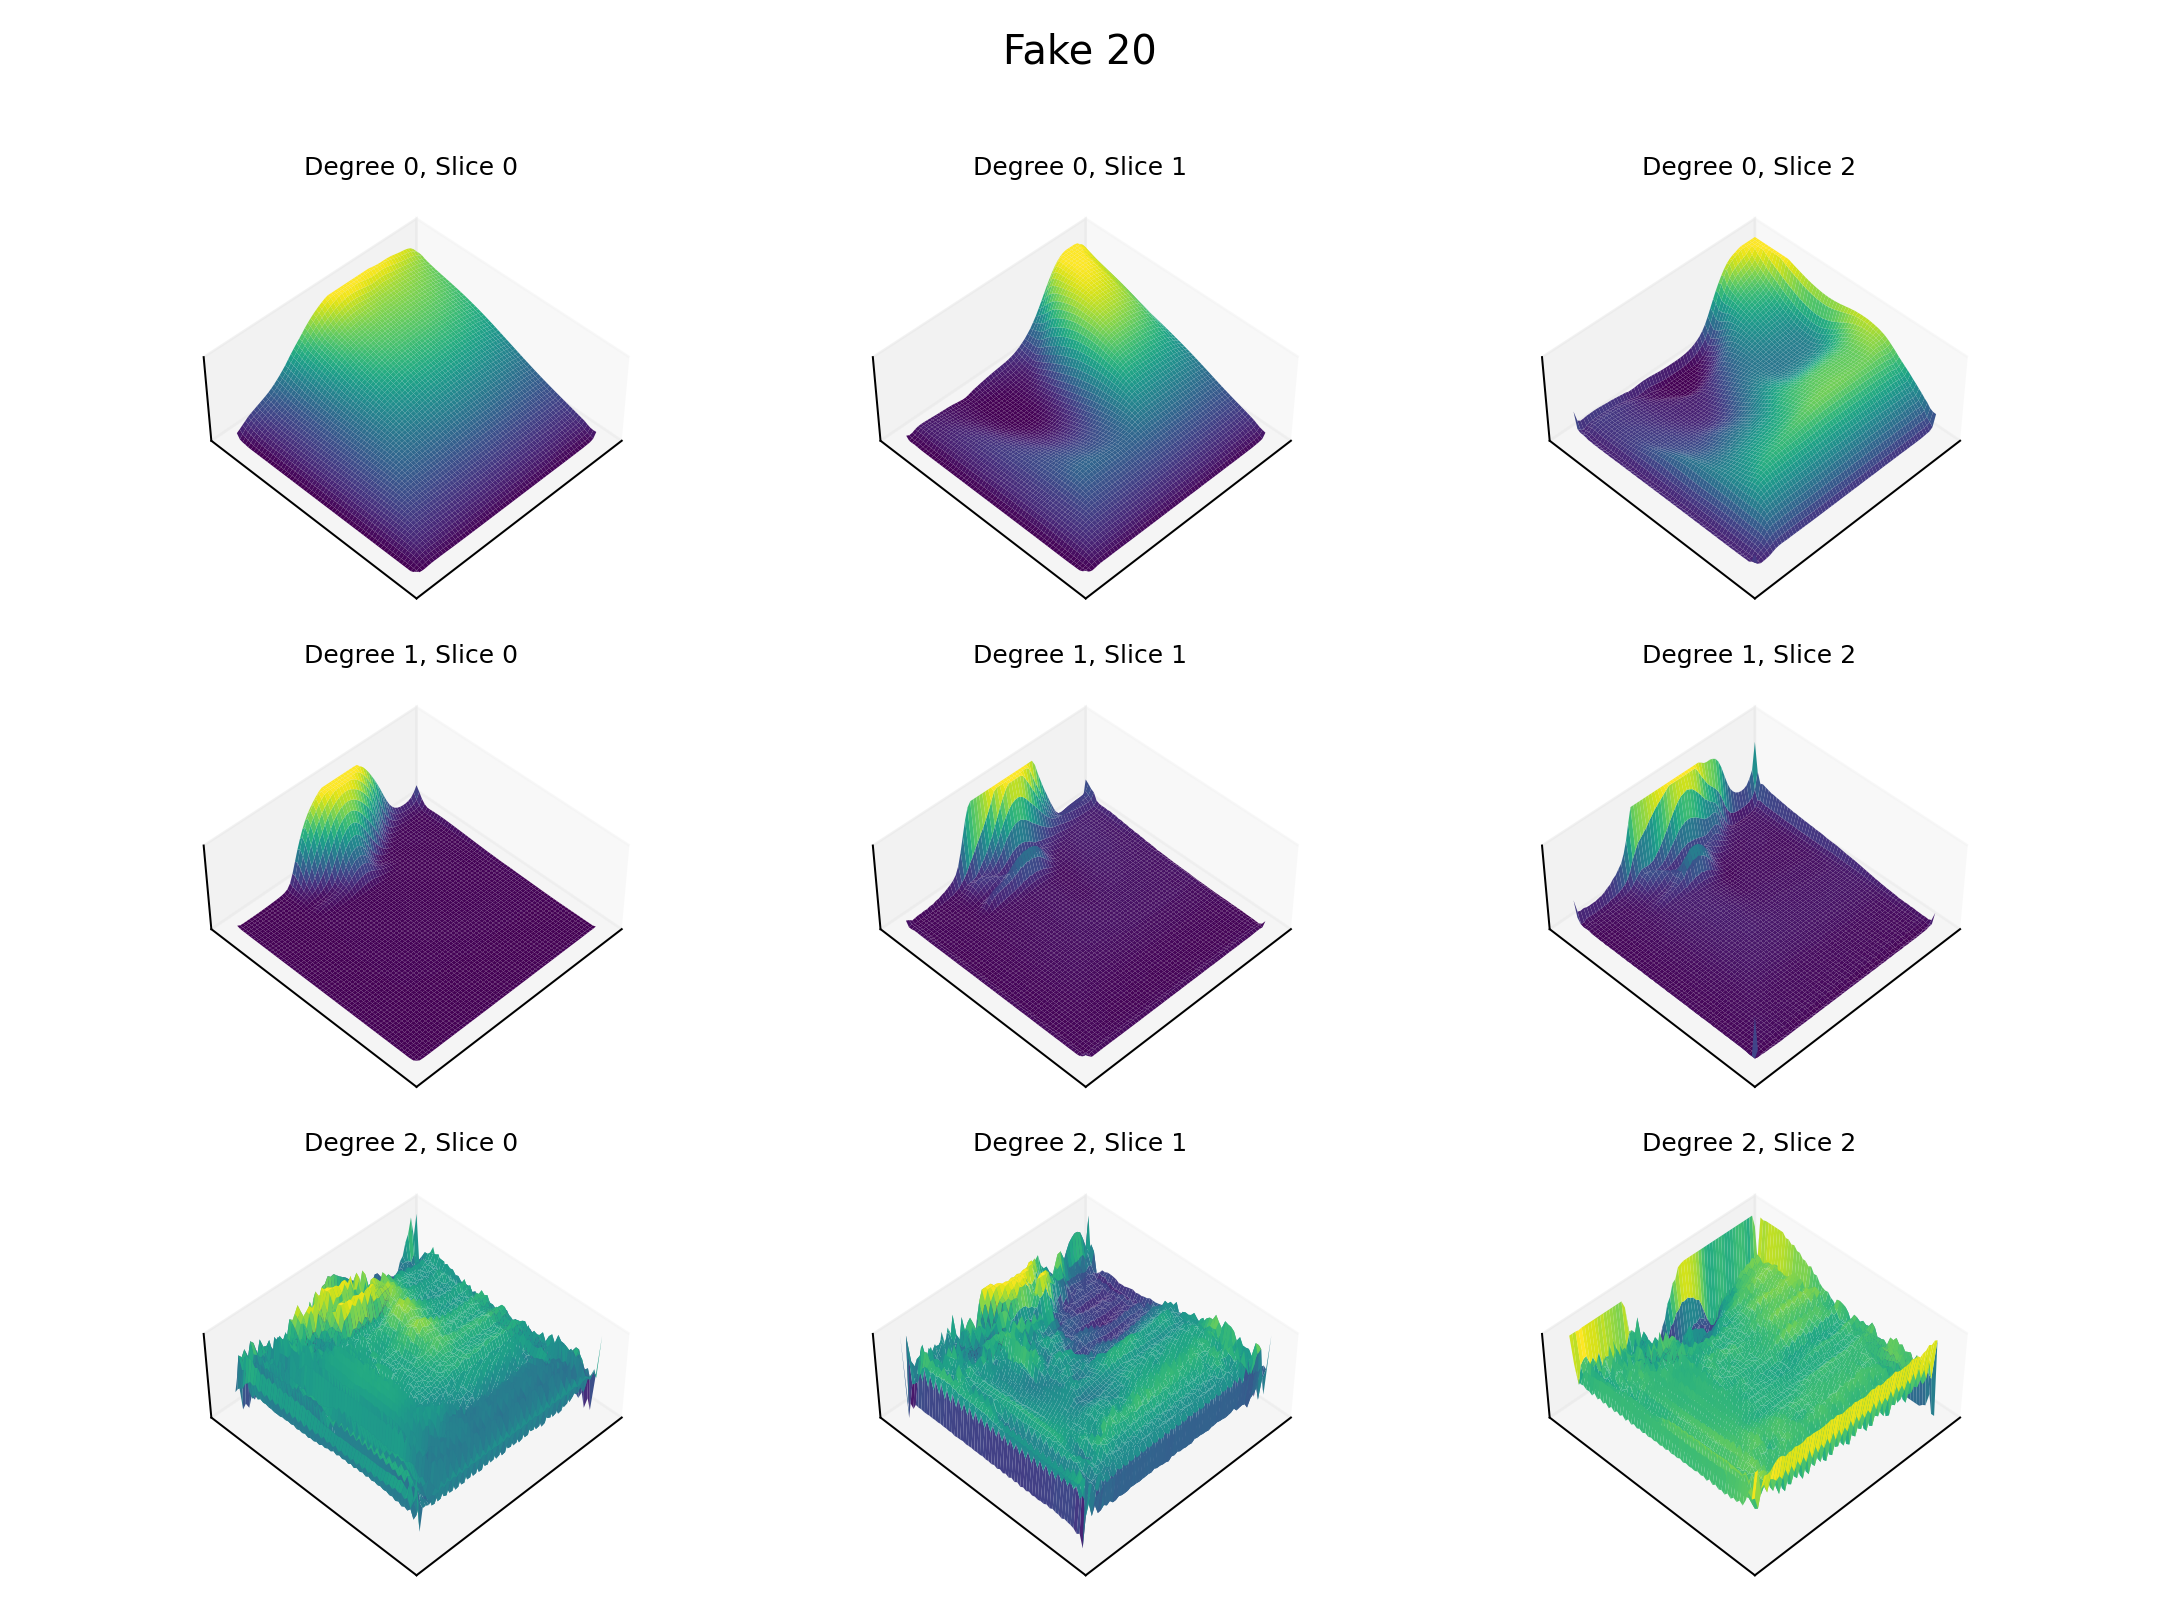 Fake 20
Degree 0, Slice 0
Degree 0, Slice 1
Degree 0, Slice 2
Degree 1, Slice 0
Degree 1, Slice 1
Degree 1, Slice 2
Degree 2, Slice 0
Degree 2, Slice 1
Degree 2, Slice 2